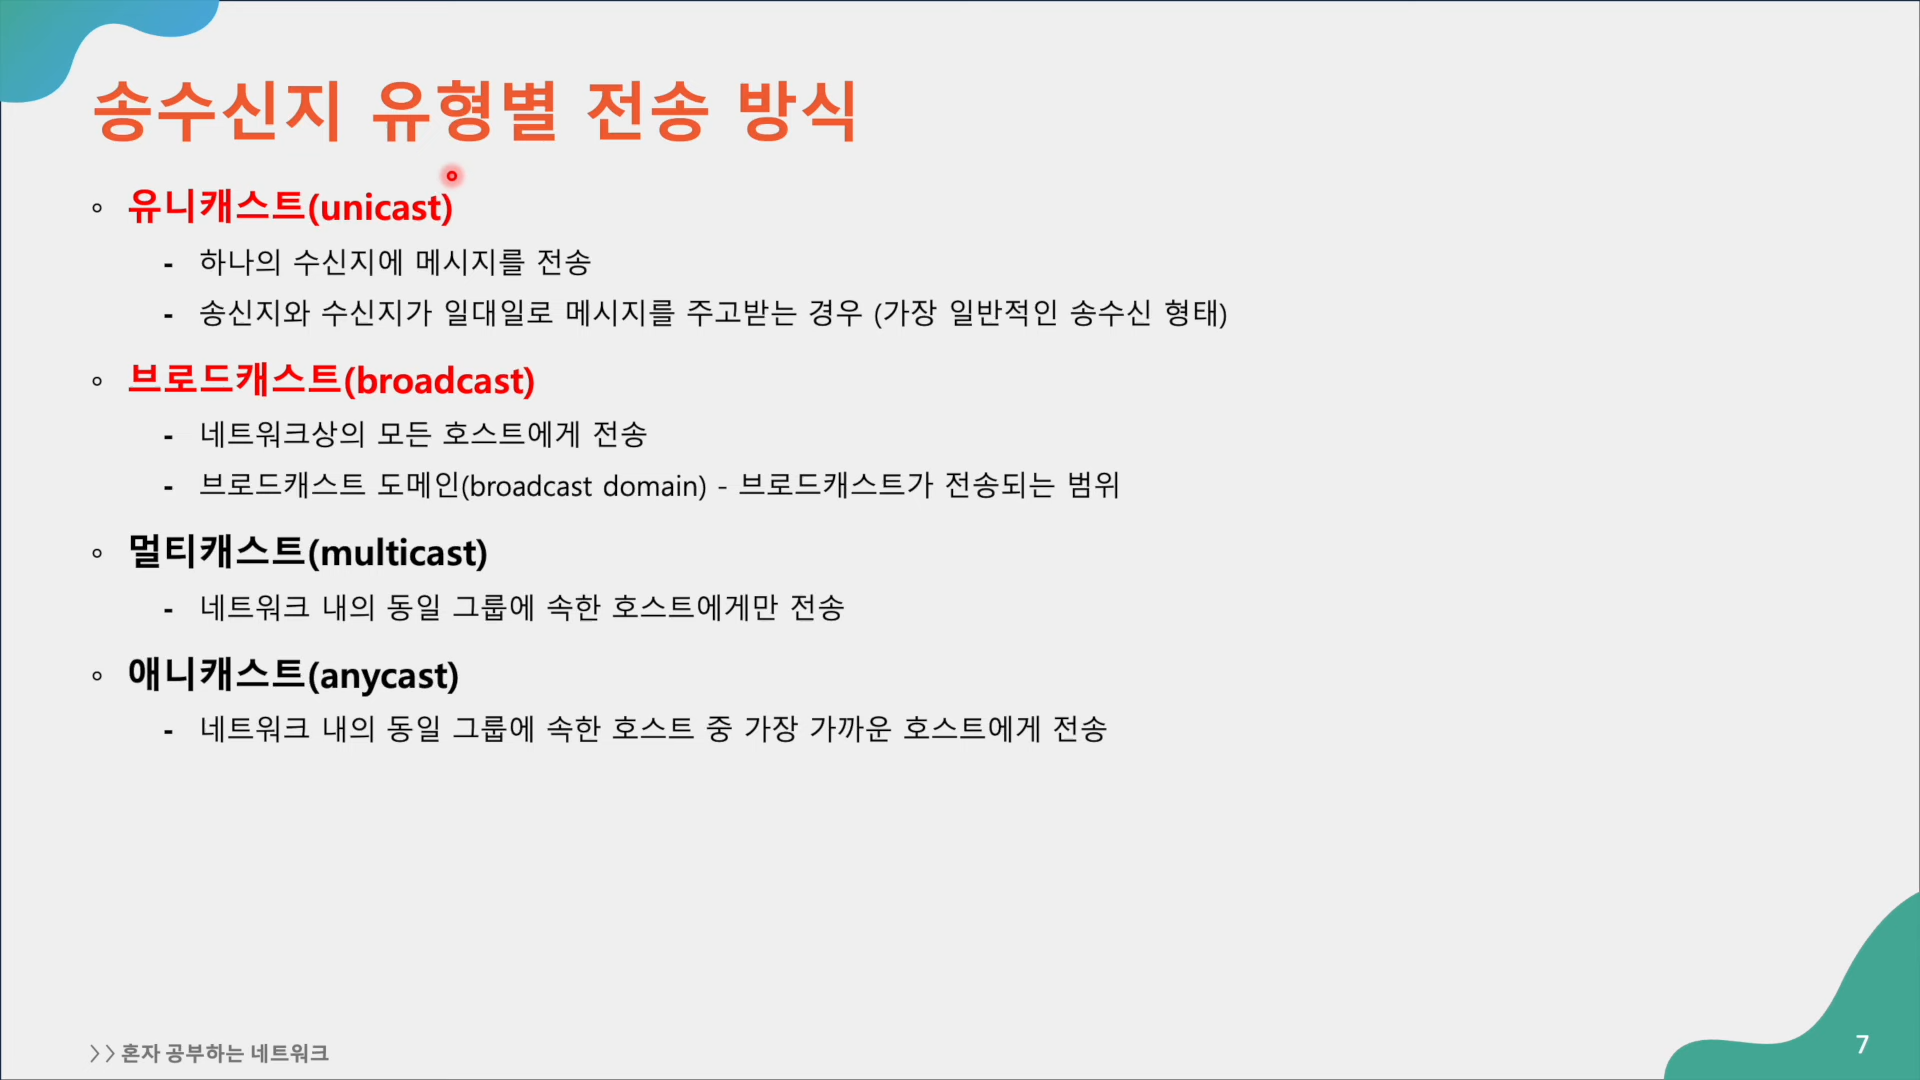 송수신지 유형별 전송 방식
◦ 유니캐스트(unicast)
- 하나의 수신지에 메시지를 전송
- 송신지와 수신지가 일대일로 메시지를 주고받는 경우 (가장 일반적인 송수신 형태)
◦ 브로드캐스트(broadcast)
- 네트워크상의 모든 호스트에게 전송
- 브로드캐스트 도메인(broadcast domain) - 브로드캐스트가 전송되는 범위
◦ 멀티캐스트(multicast)
- 네트워크 내의 동일 그룹에 속한 호스트에게만 전송
◦ 애니캐스트(anycast)
- 네트워크 내의 동일 그룹에 속한 호스트 중 가장 가까운 호스트에게 전송
>> 혼자 공부하는 네트워크
7